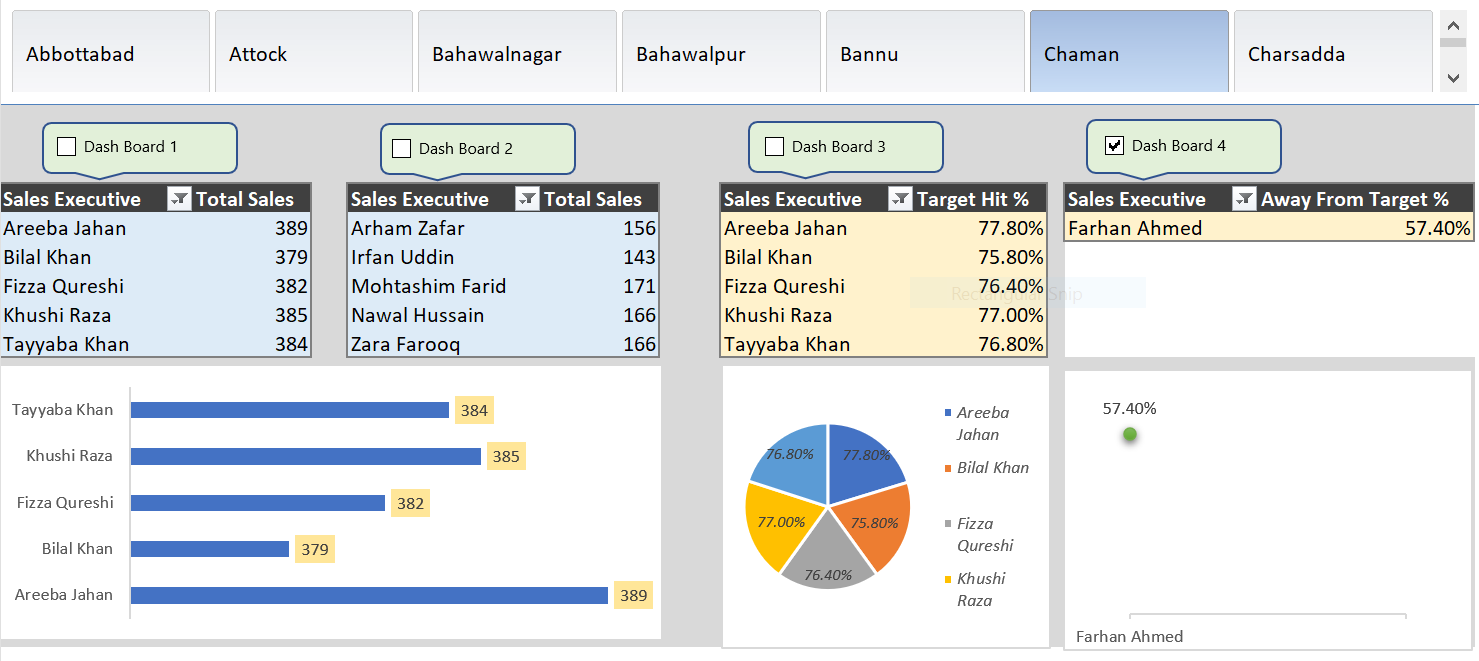 Abbottabad
Attock
Bahawalnagar
Bahawalpur
Bannu
Chaman
Charsadda
Dash Board 1
Dash Board 2
Dash Board 3
Dash Board 4
Sales Executive Total Sales
Areeba Jahan 389
Bilal Khan 379
Fizza Qureshi 382
Khushi Raza 385
Tayyaba Khan 384
Sales Executive Total Sales
Arham Zafar 156
Irfan Uddin 143
Mohtashim Farid 171
Nawal Hussain 166
Zara Farooq 166
Sales Executive Target Hit %
Areeba Jahan 77.80%
Bilal Khan 75.80%
Fizza Qureshi 76.40%
Khushi Raza 77.00%
Tayyaba Khan 76.80%
Sales Executive Away From Target %
Farhan Ahmed 57.40%
Rectangular Snip
Tayyaba Khan 384
Khushi Raza 385
Fizza Qureshi 382
Bilal Khan 379
Areeba Jahan 389
76.80% 77.80%
77.00% 75.80%
76.40%
Areeba
Jahan
Bilal Khan
Fizza
Qureshi
Khushi
Raza
57.40%
Farhan Ahmed